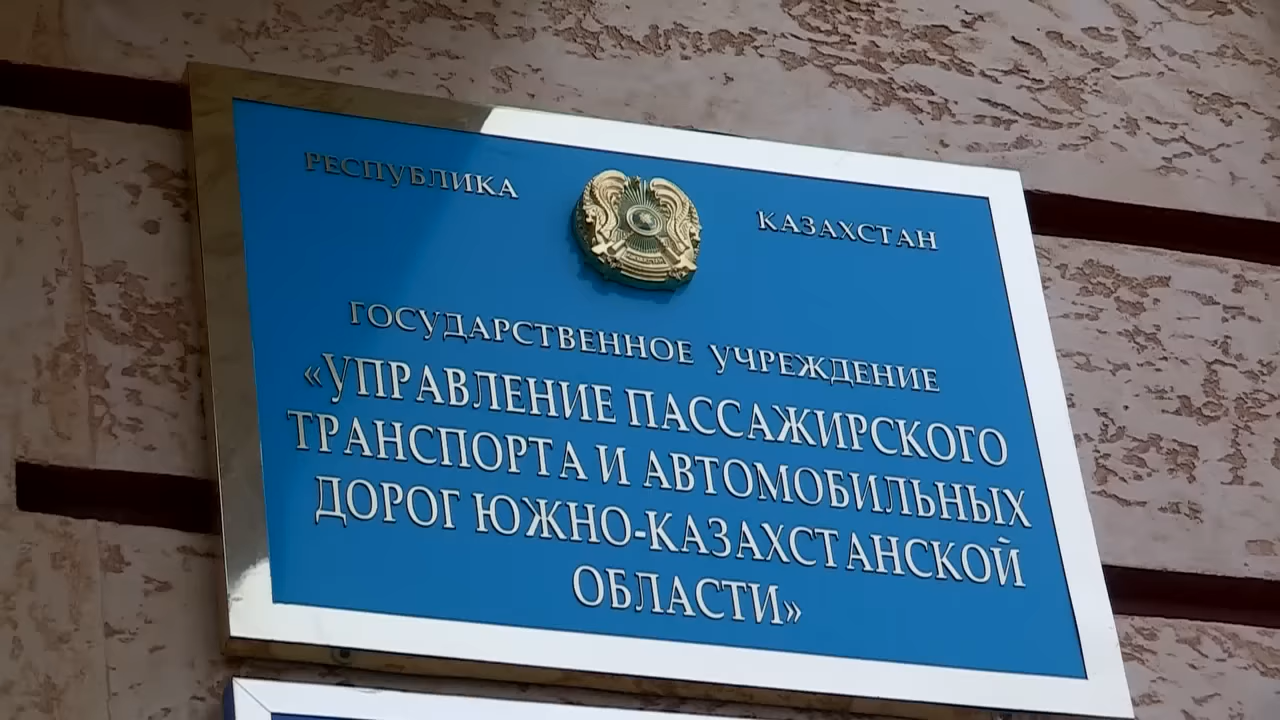 РЕСПУБЛИКА КАЗАХСТАН
ГОСУДАРСТВЕННОЕ УЧРЕЖДЕНИЕ
«УПРАВЛЕНИЕ ПАССАЖИРСКОГО
ТРАНСПОРТА И АВТОМОБИЛЬНЫХ
ДОРОГ ЮЖНО-КАЗАХСТАНСКОЙ
ОБЛАСТИ»